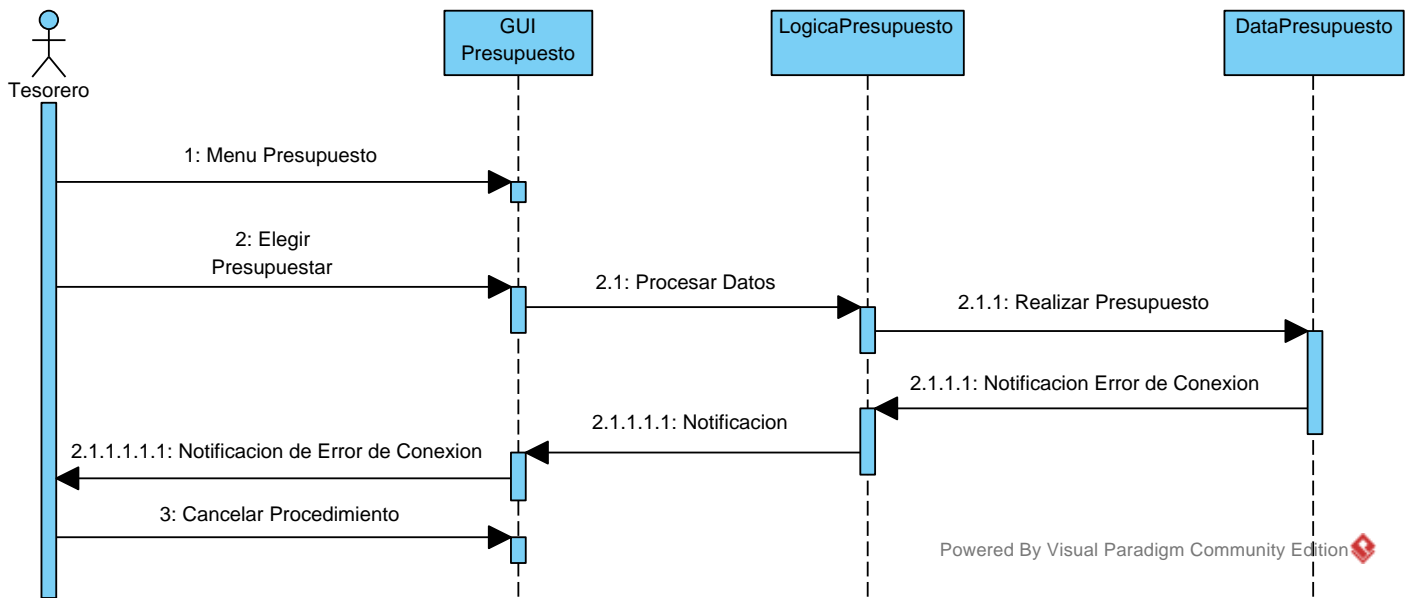 GUI
Presupuesto
LogicaPresupuesto
DataPresupuesto
Tesorero
1: Menu Presupuesto
2: Elegir
Presupuestar
2.1: Procesar Datos
2.1.1: Realizar Presupuesto
2.1.1.1: Notificacion Error de Conexion
2.1.1.1.1: Notificacion
2.1.1.1.1.1: Notificacion de Error de Conexion
3: Cancelar Procedimiento
Powered By Visual Paradigm Community Edition